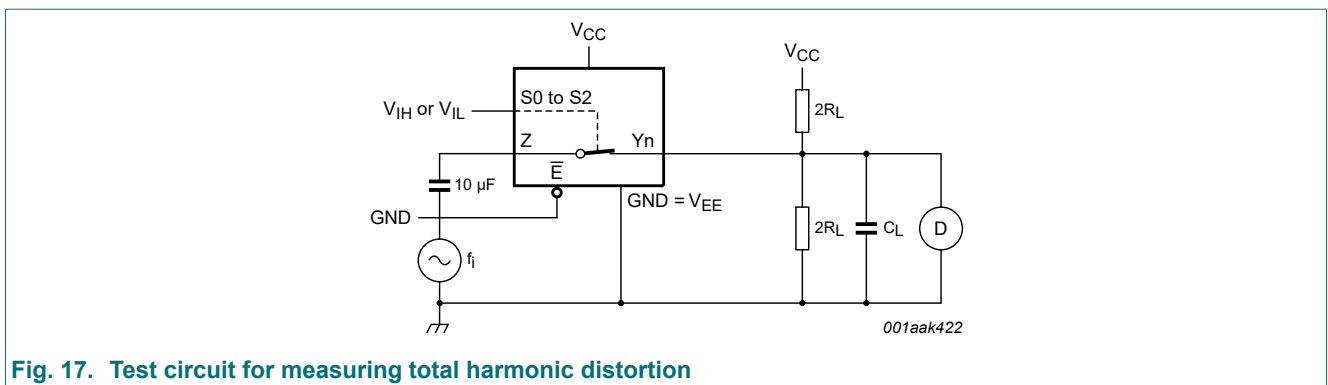 VCC
VCC
S0 to S2
2RL
VIH or VIL
Z
Yn
E
10 µF
GND = VEE
GND
2RL
CL
D
fi
001aak422
Fig. 17. Test circuit for measuring total harmonic distortion